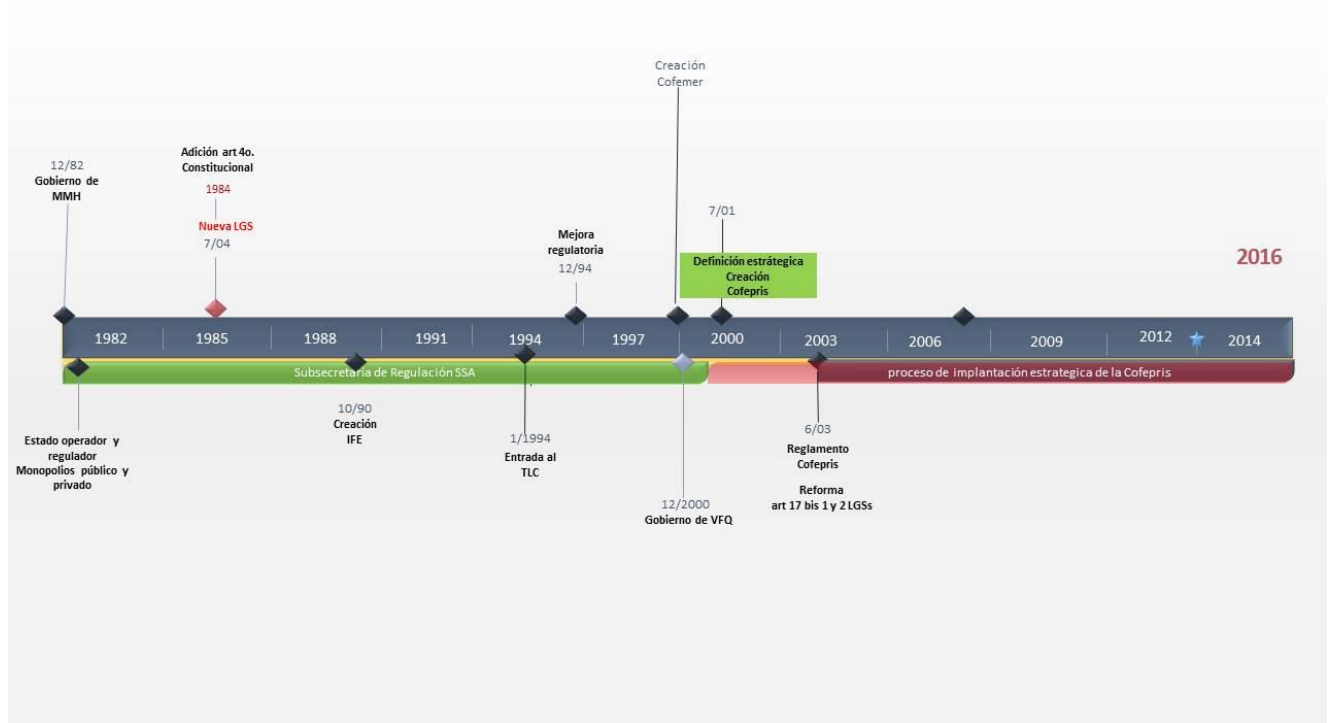 Creación
Cofemer
12/82
Gobierno de
MMH
Adición art 4o.
Constitucional
1984
Nueva LGS
7/04
Mejora
regulatoria
12/94
7/01
Definición estrátegica
Creación
Cofepris
2016
1982
1985
1988
1991
1994
1997
2000
2003
2006
2009
2012
2014
Subsecretaria de Regulación SSA
proceso de implantación estrategica de la Cofepris
Estado operador y
regulador
Monopolios público y
privado
10/90
Creación
IFE
1/1994
Entrada al
TLC
12/2000
Gobierno de VFQ
6/03
Reglamento
Cofepris
Reforma
art 17 bis 1 y 2 LGSs